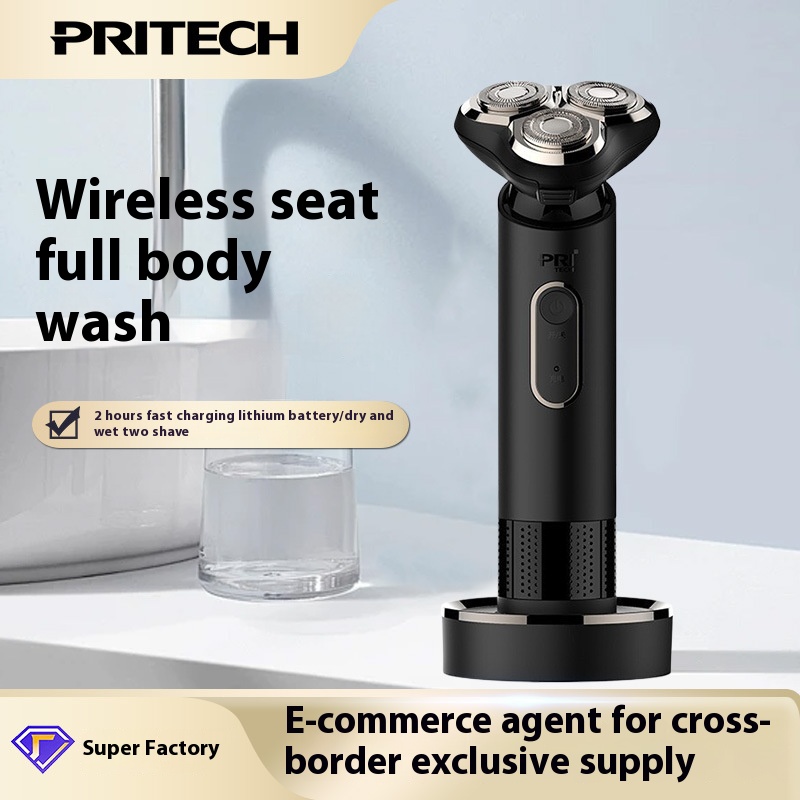 PRITECH
Wireless seat
full body
wash
2 hours fast charging lithium battery/dry and
wet two shave
PRI
TECH
Super Factory
E-commerce agent for cross-
border exclusive supply